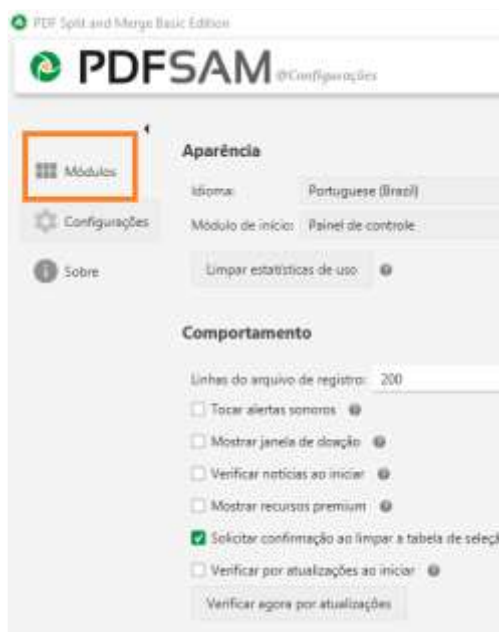 PDF Split and Merge Basic Edition
PDFSAM @Configurações
Módulos
Configurações
Sobre
Aparência
Idioma: Portuguese (Brazil)
Módulo de início: Painel de controle
Limpar estatísticas de uso
Comportamento
Linhas do arquivo de registro: 200
Tocar alertas sonoros
Mostrar janela de doação
Verificar notícias ao iniciar
Mostrar recursos premium
Solicitar confirmação ao limpar a tabela de seleçã
Verificar por atualizações ao iniciar
Verificar agora por atualizações